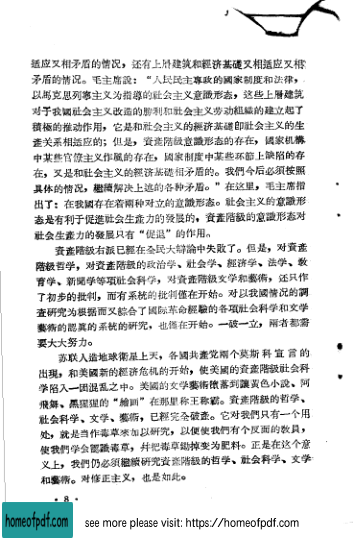 适应又相矛盾的情况，还有上层建筑和經济基础又相适应又相
矛盾的情况。毛主席說：“人民民主專政的國家制度和法律，
以馬克思列寧主义为指導的社会主义意識形态，这些上層建筑
对于我國社会主义改造的勝利和社会主义劳动組織的建立起了
積極的推动作用，它是和社会主义的經济基礎即社会主义的生
產关系相适应的；但是，資產階級意識形态的存在，國家机構
中某些官僚主义作風的存在，國家制度中某些环節上缺陷的存
在，又是和社会主义的經济基礎相矛盾的。我們今后必須按照
具体的情况，繼續解决上述的各种矛盾。”在这里，毛主席指
出了：在我國存在着兩种对立的意識形态。社会主义的意識形
态是有利于促進社会生產力的發展的，資產階級的意識形态对
社会生產力的發展只有“促退”的作用。
資產階級右派已經在全民大辯論中失敗了。但是，对資產
階級哲学，对資產階級的政治学、社会学、經济学、法学、敎
育学、新聞学等項社会科学，对資產階級文学和藝術，还只作
了初步的批判，而有系統的批判僅在开始。对以我國情况的調
查研究为根据而又綜合了國际革命經驗的各項社会科学和文学
藝術的認真的系統的研究，也僅在开始。一破一立，兩者都需
要大大努力。
苏联人造地球衛星上天，各國共產党兩个莫斯科宣言的
出現，和美國新的經济危机的开始，使美國的資產階級社会科
学陷入一团混乱之中。美國的文学藝術堕落到讓黃色小說、阿
飛舞、黑猩猩的“繪画”在那里称王称霸。資產階級的哲学、
社会科学、文学、藝術，已經完全破產。它对我們只有一个用
处，就是当作毒草來加以研究，以便使我們有个反面的敎員，
使我們学会認識毒草，幷把毒草鋤掉变为肥料。正是在这个意
义上，我們仍必須繼續研究資產階級的哲学、社会科学、文学
和藝術。对修正主义，也是如此。
· 8 ·
homeofpdf.com
see more please visit: https://homeofpdf.com